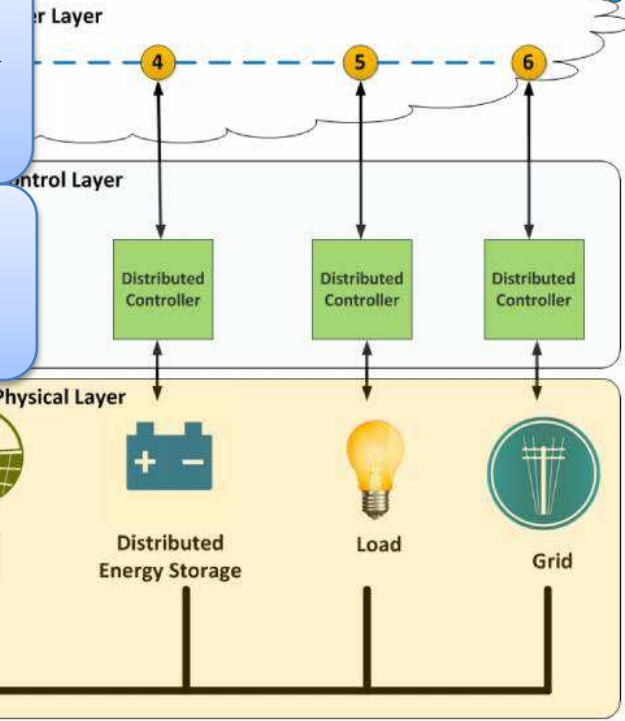 er Layer
4
5
6
ntrol Layer
Distributed
Controller
Distributed
Controller
Distributed
Controller
Physical Layer
+ −
Distributed
Energy Storage
Load
Grid